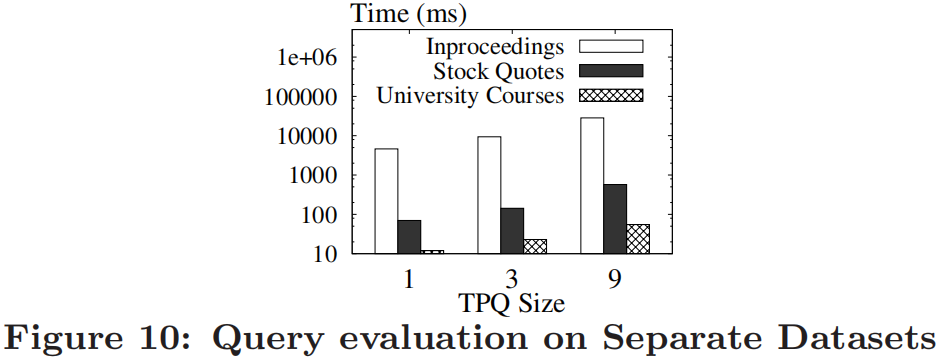 Time (ms)
Inproceedings
Stock Quotes
University Courses
1e+06
100000
10000
1000
100
10
1 3 9
TPQ Size
Figure 10: Query evaluation on Separate Datasets